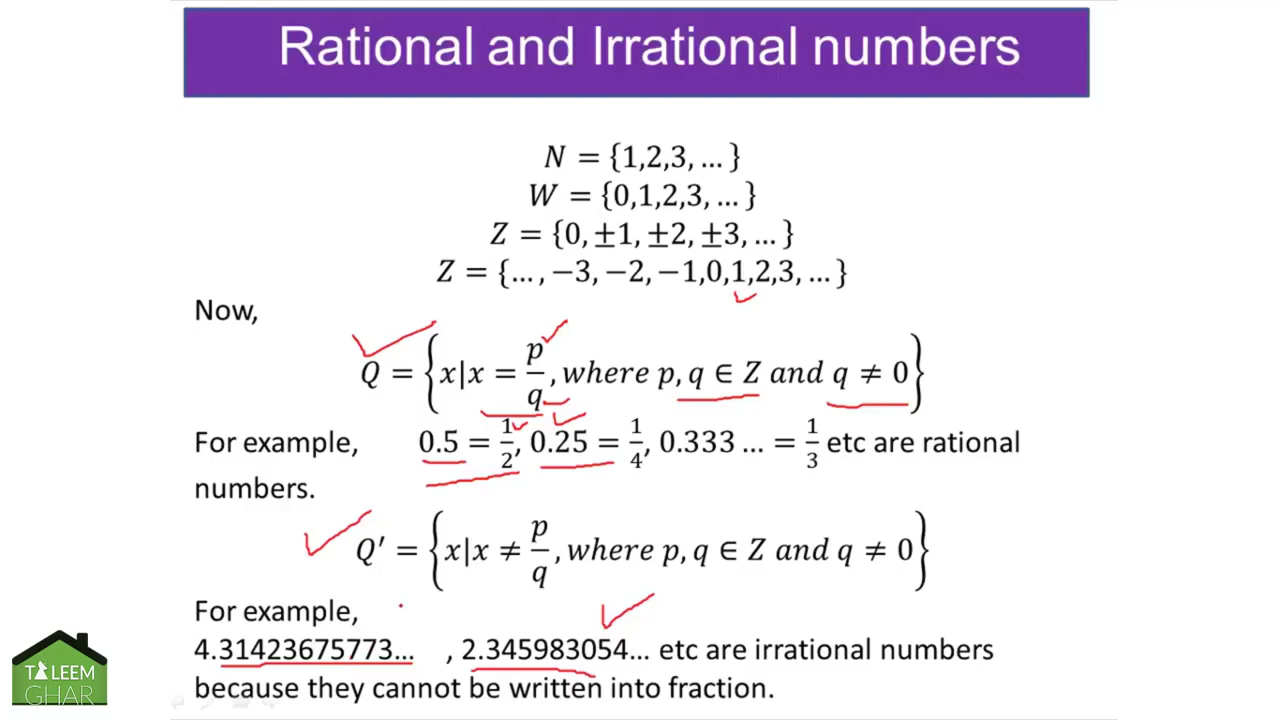 Rational and Irrational numbers
N = {1,2,3, … }
W = {0,1,2,3, … }
Z = {0, ±1, ±2, ±3, … }
Z = {… , −3, −2, −1,0,1,2,3, … }
Now,
Q = {x|x = p/q, where p, q ∈ Z and q ≠ 0}
For example, 0.5 = 1/2, 0.25 = 1/4, 0.333 … = 1/3 etc are rational
numbers.
Q′ = {x|x ≠ p/q, where p, q ∈ Z and q ≠ 0}
For example,
4.31423675773... , 2.345983054... etc are irrational numbers
because they cannot be written into fraction.
TALEEM
GHAR